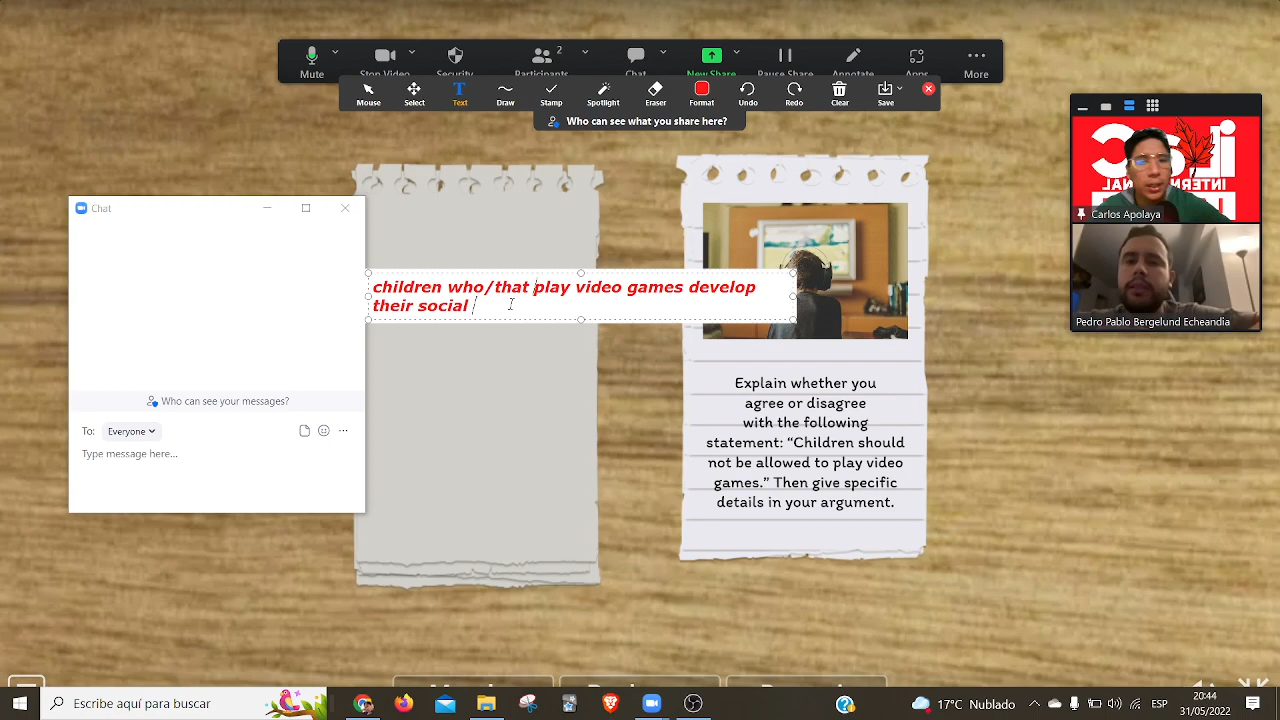 Mute
Stop Video
Security
Participants
2
Chat
New Share
Pause Share
Annotate
Apps
More
Mouse
Select
Text
Draw
Stamp
Spotlight
Eraser
Format
Undo
Redo
Clear
Save
Who can see what you share here?
Chat
Who can see your messages?
To:
Everyone
Type message here...
children who/that play video games develop
their social
Explain whether you
agree or disagree
with the following
statement: “Children should
not be allowed to play video
games.” Then give specific
details in your argument.
Carlos Apolaya
Pedro Pablo Bergelund Echeandia
Escribe aquí para buscar
17°C Nublado
ESP
20:44
31/05/2022